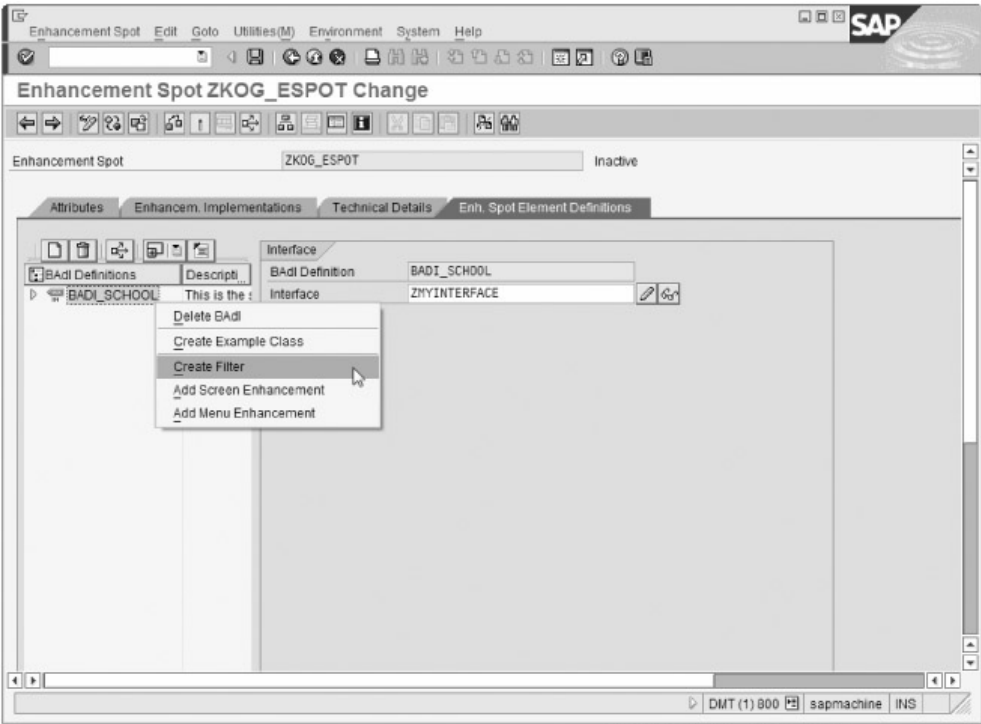 Enhancement Spot Edit Goto Utilities(M) Environment System Help
SAP
Enhancement Spot ZKOG_ESPOT Change
Enhancement Spot ZKOG_ESPOT Inactive
Attributes Enhancem. Implementations Technical Details Enh. Spot Element Definitions
Interface
BAdI Definitions Descripti...
BAdI Definition BADI_SCHOOL
BADI_SCHOOL This is the s
Interface ZMYINTERFACE
Delete BAdI
Create Example Class
Create Filter
Add Screen Enhancement
Add Menu Enhancement
DMT (1) 800 sapmachine INS